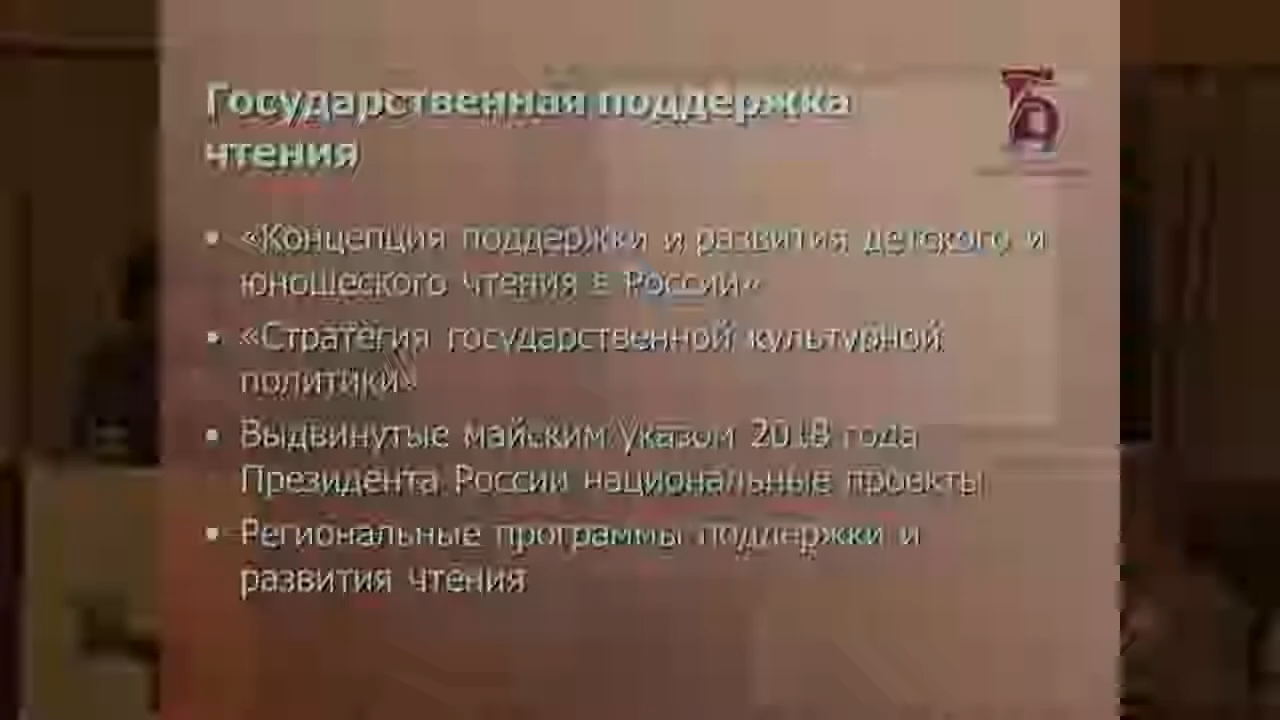 Государственная поддержка
чтения
• «Концепция поддержки и развития детского и
юношеского чтения в России»
• «Стратегия государственной культурной
политики»
• Выдвинутые майским указом 2018 года
Президента России национальные проекты
• Региональные программы поддержки и
развития чтения